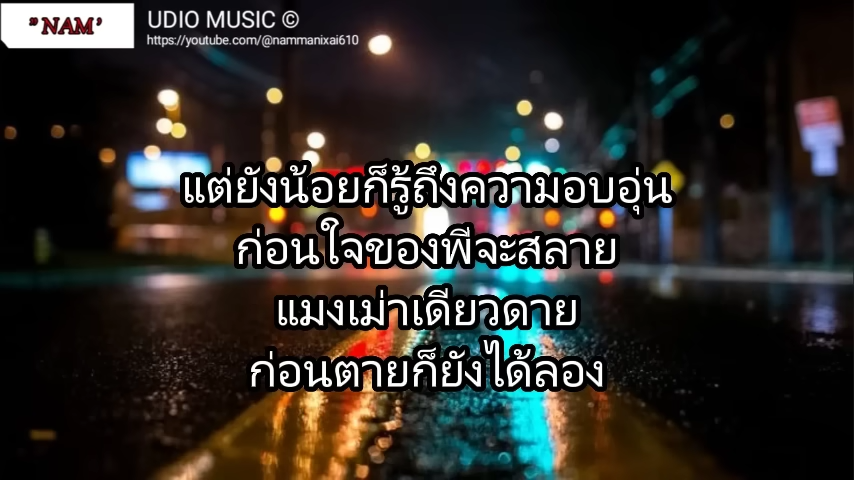 "NAM'
UDIO MUSIC ©
https://youtube.com/@nammanixai610
แต่ยังน้อยก็รู้ถึงความอบอุ่น
ก่อนใจของพีจะสลาย
แมงเม่าเดียวดาย
ก่อนตายก็ยังได้ลอง